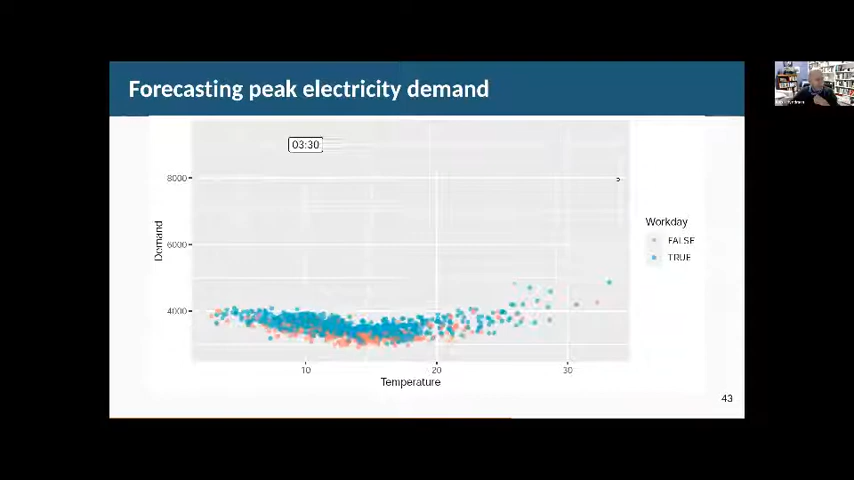 Forecasting peak electricity demand
03:30
8000
6000
4000
Demand
10
20
30
Temperature
Workday
FALSE
TRUE
43